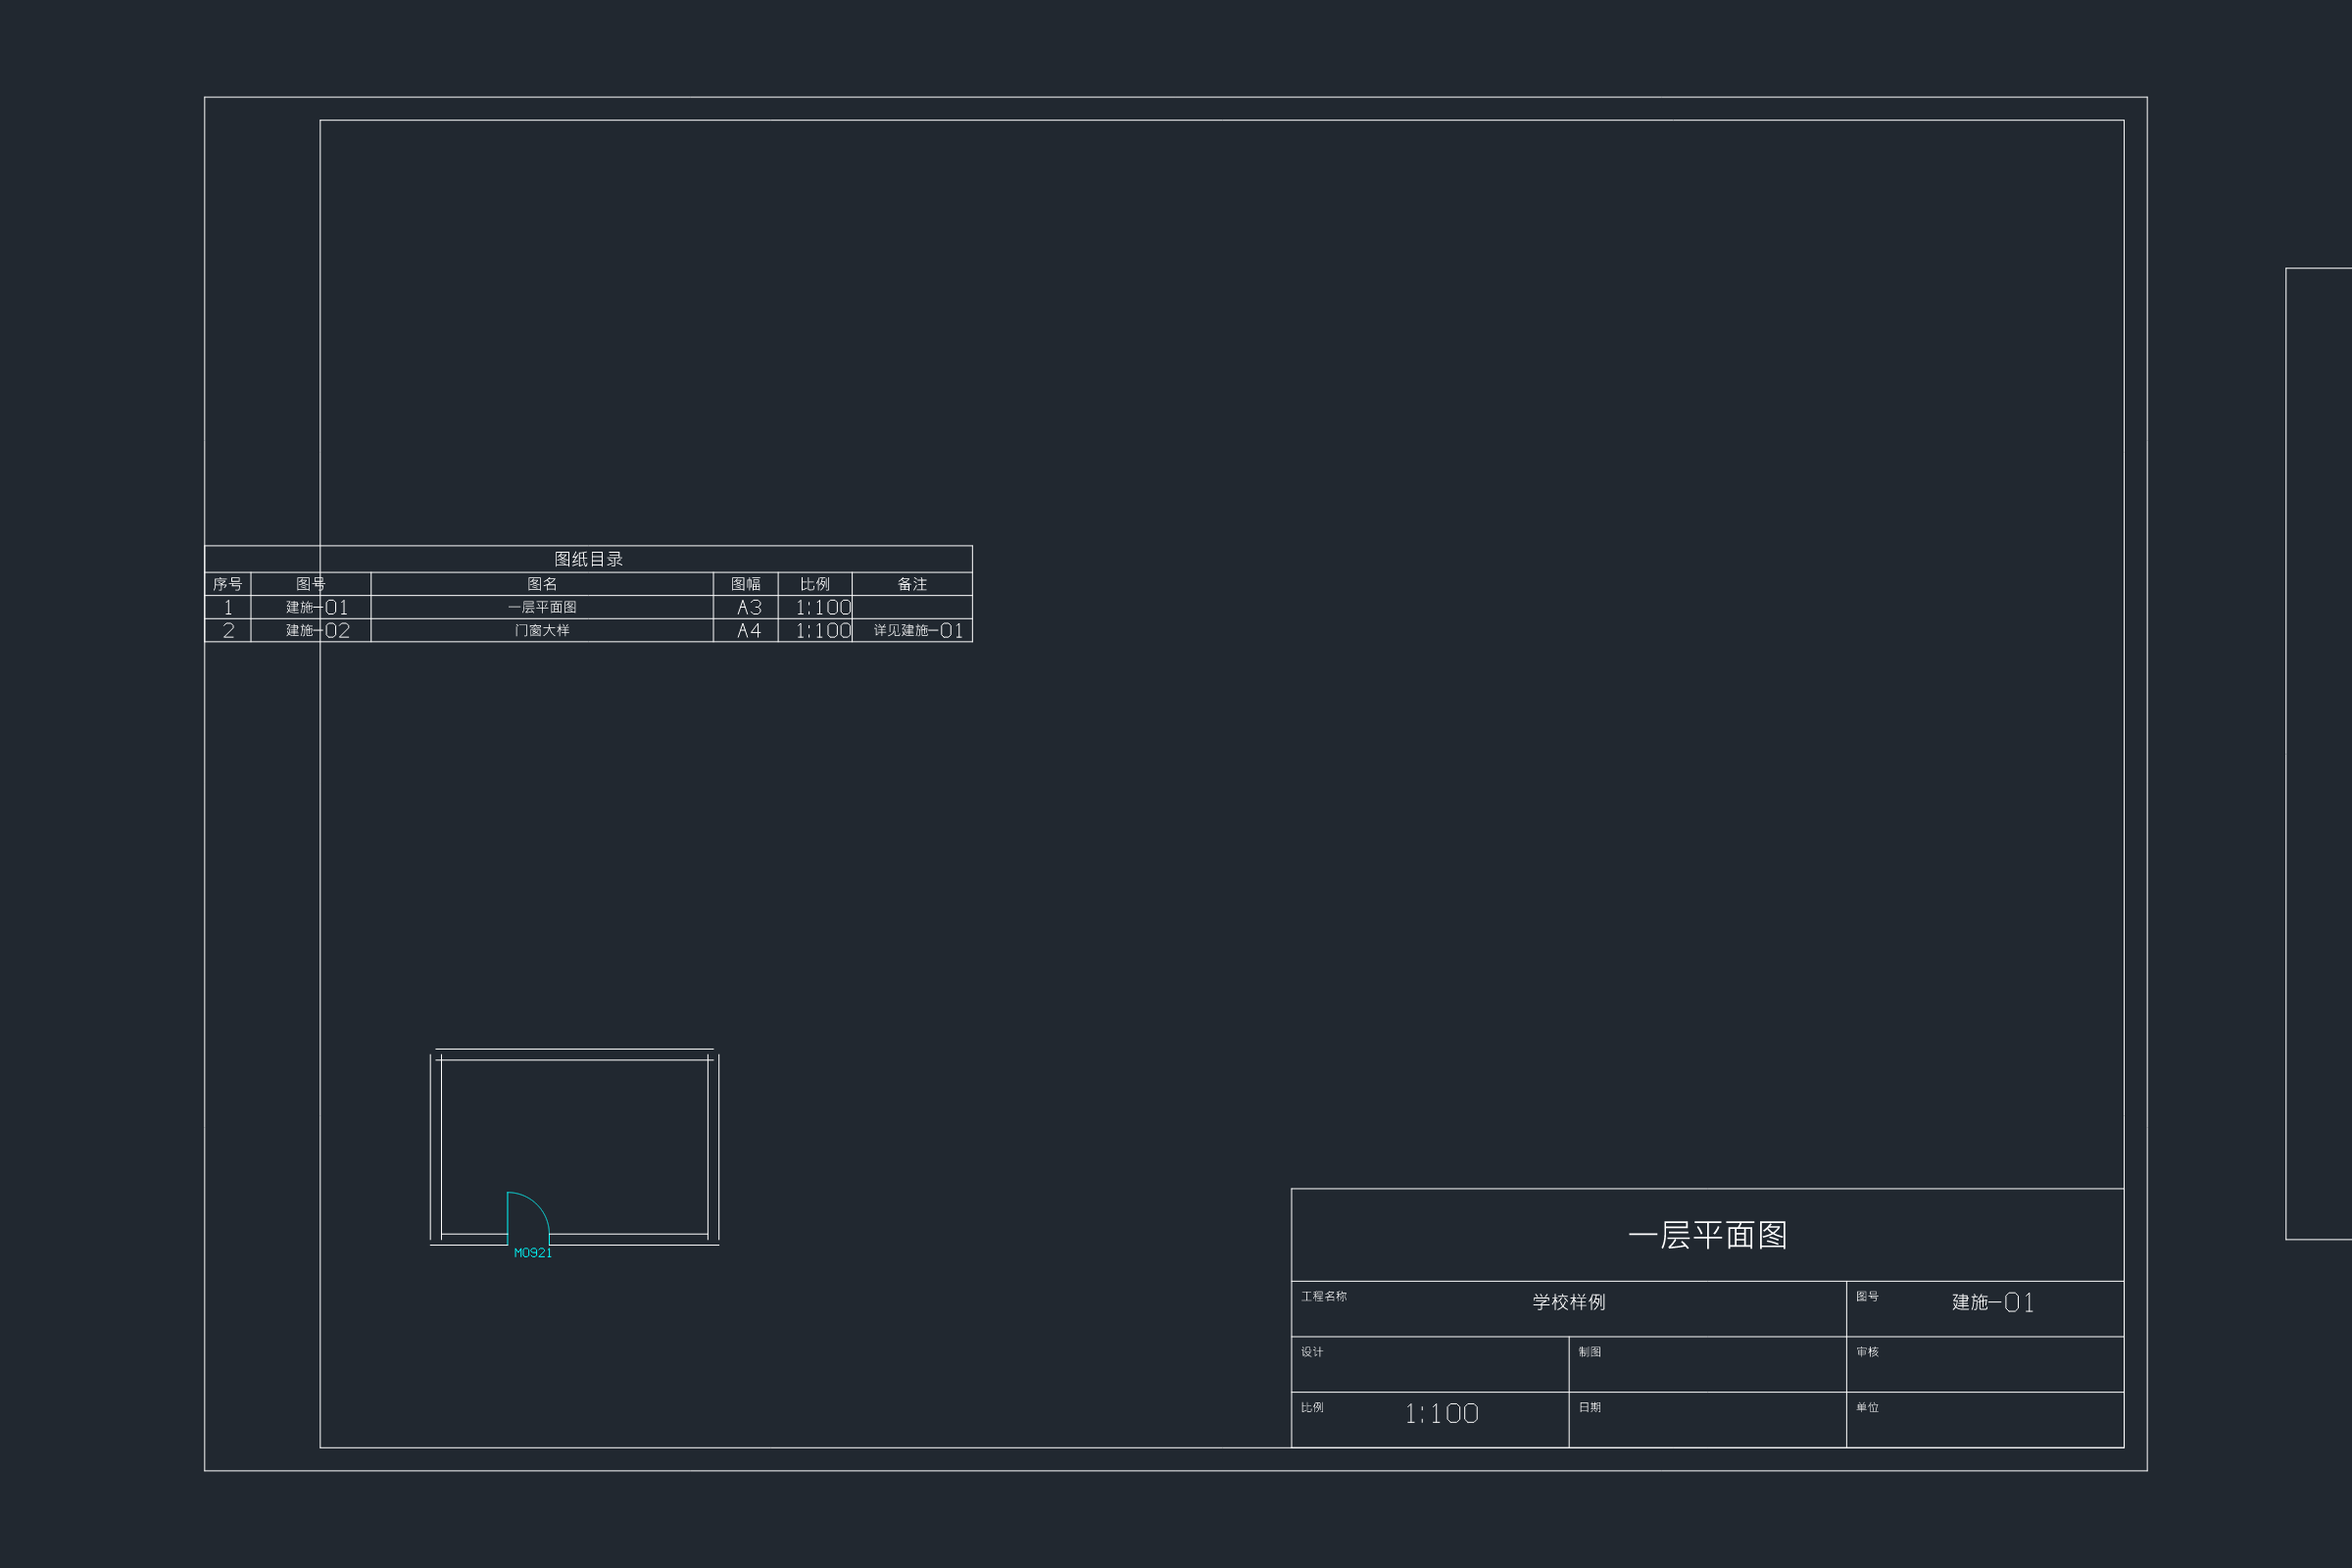 图纸目录
序号 图号 图名 图幅 比例 备注
1 建施-01 一层平面图 A3 1:100
2 建施-02 门窗大样 A4 1:100 详见建施-01
M0921
一层平面图
工程名称 学校样例 图号 建施-01
设计 制图 审核
比例 1:100 日期 单位